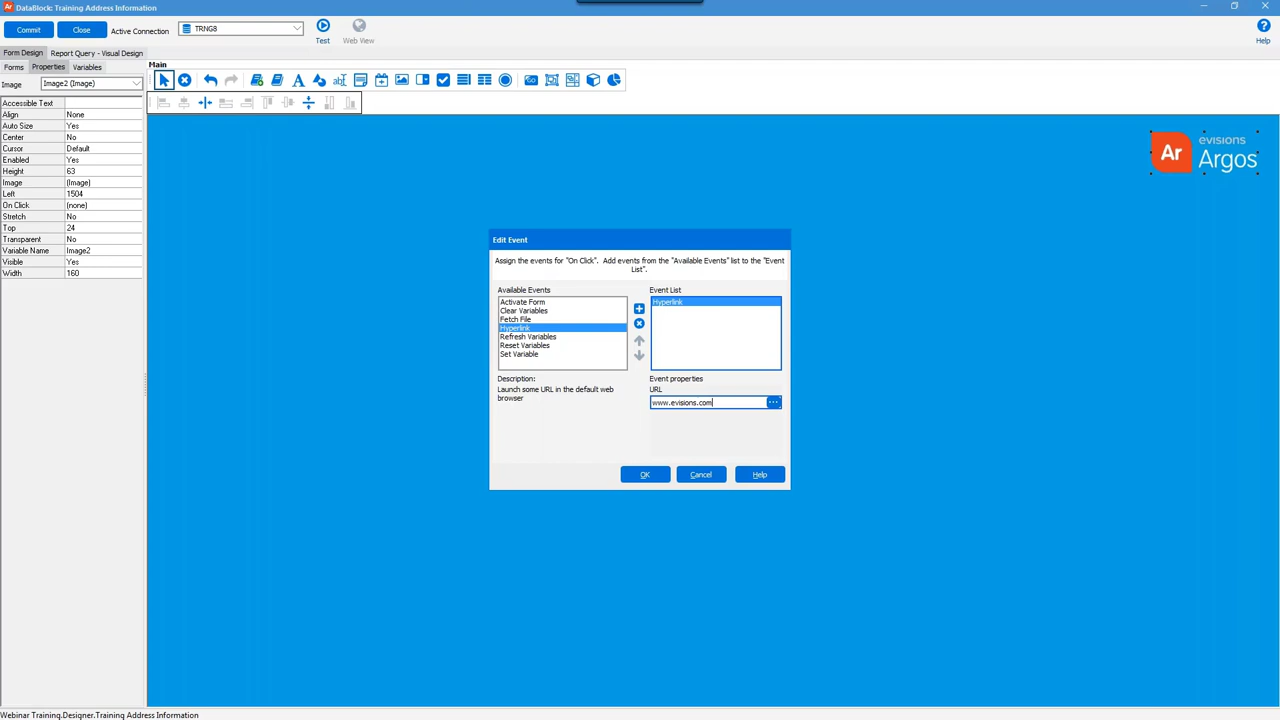 DataBlock: Training Address Information
Commit
Close
Active Connection
TRNG8
Test
Web View
Help
Form Design
Report Query - Visual Design
Forms
Properties
Variables
Main
Image
Image2 (Image)
Accessible Text
Align None
Auto Size Yes
Center No
Cursor Default
Enabled Yes
Height 63
Image (Image)
Left 1504
On Click (none)
Stretch No
Top 24
Transparent No
Variable Name Image2
Visible Yes
Width 160
Ar
evisions
Argos
Edit Event
Assign the events for "On Click". Add events from the "Available Events" list to the "Event
List".
Available Events
Activate Form
Clear Variables
Fetch File
Hyperlink
Refresh Variables
Reset Variables
Set Variable
Event List
Hyperlink
Description:
Launch some URL in the default web
browser
Event properties
URL
www.evisions.com
OK
Cancel
Help
Webinar Training.Designer.Training Address Information